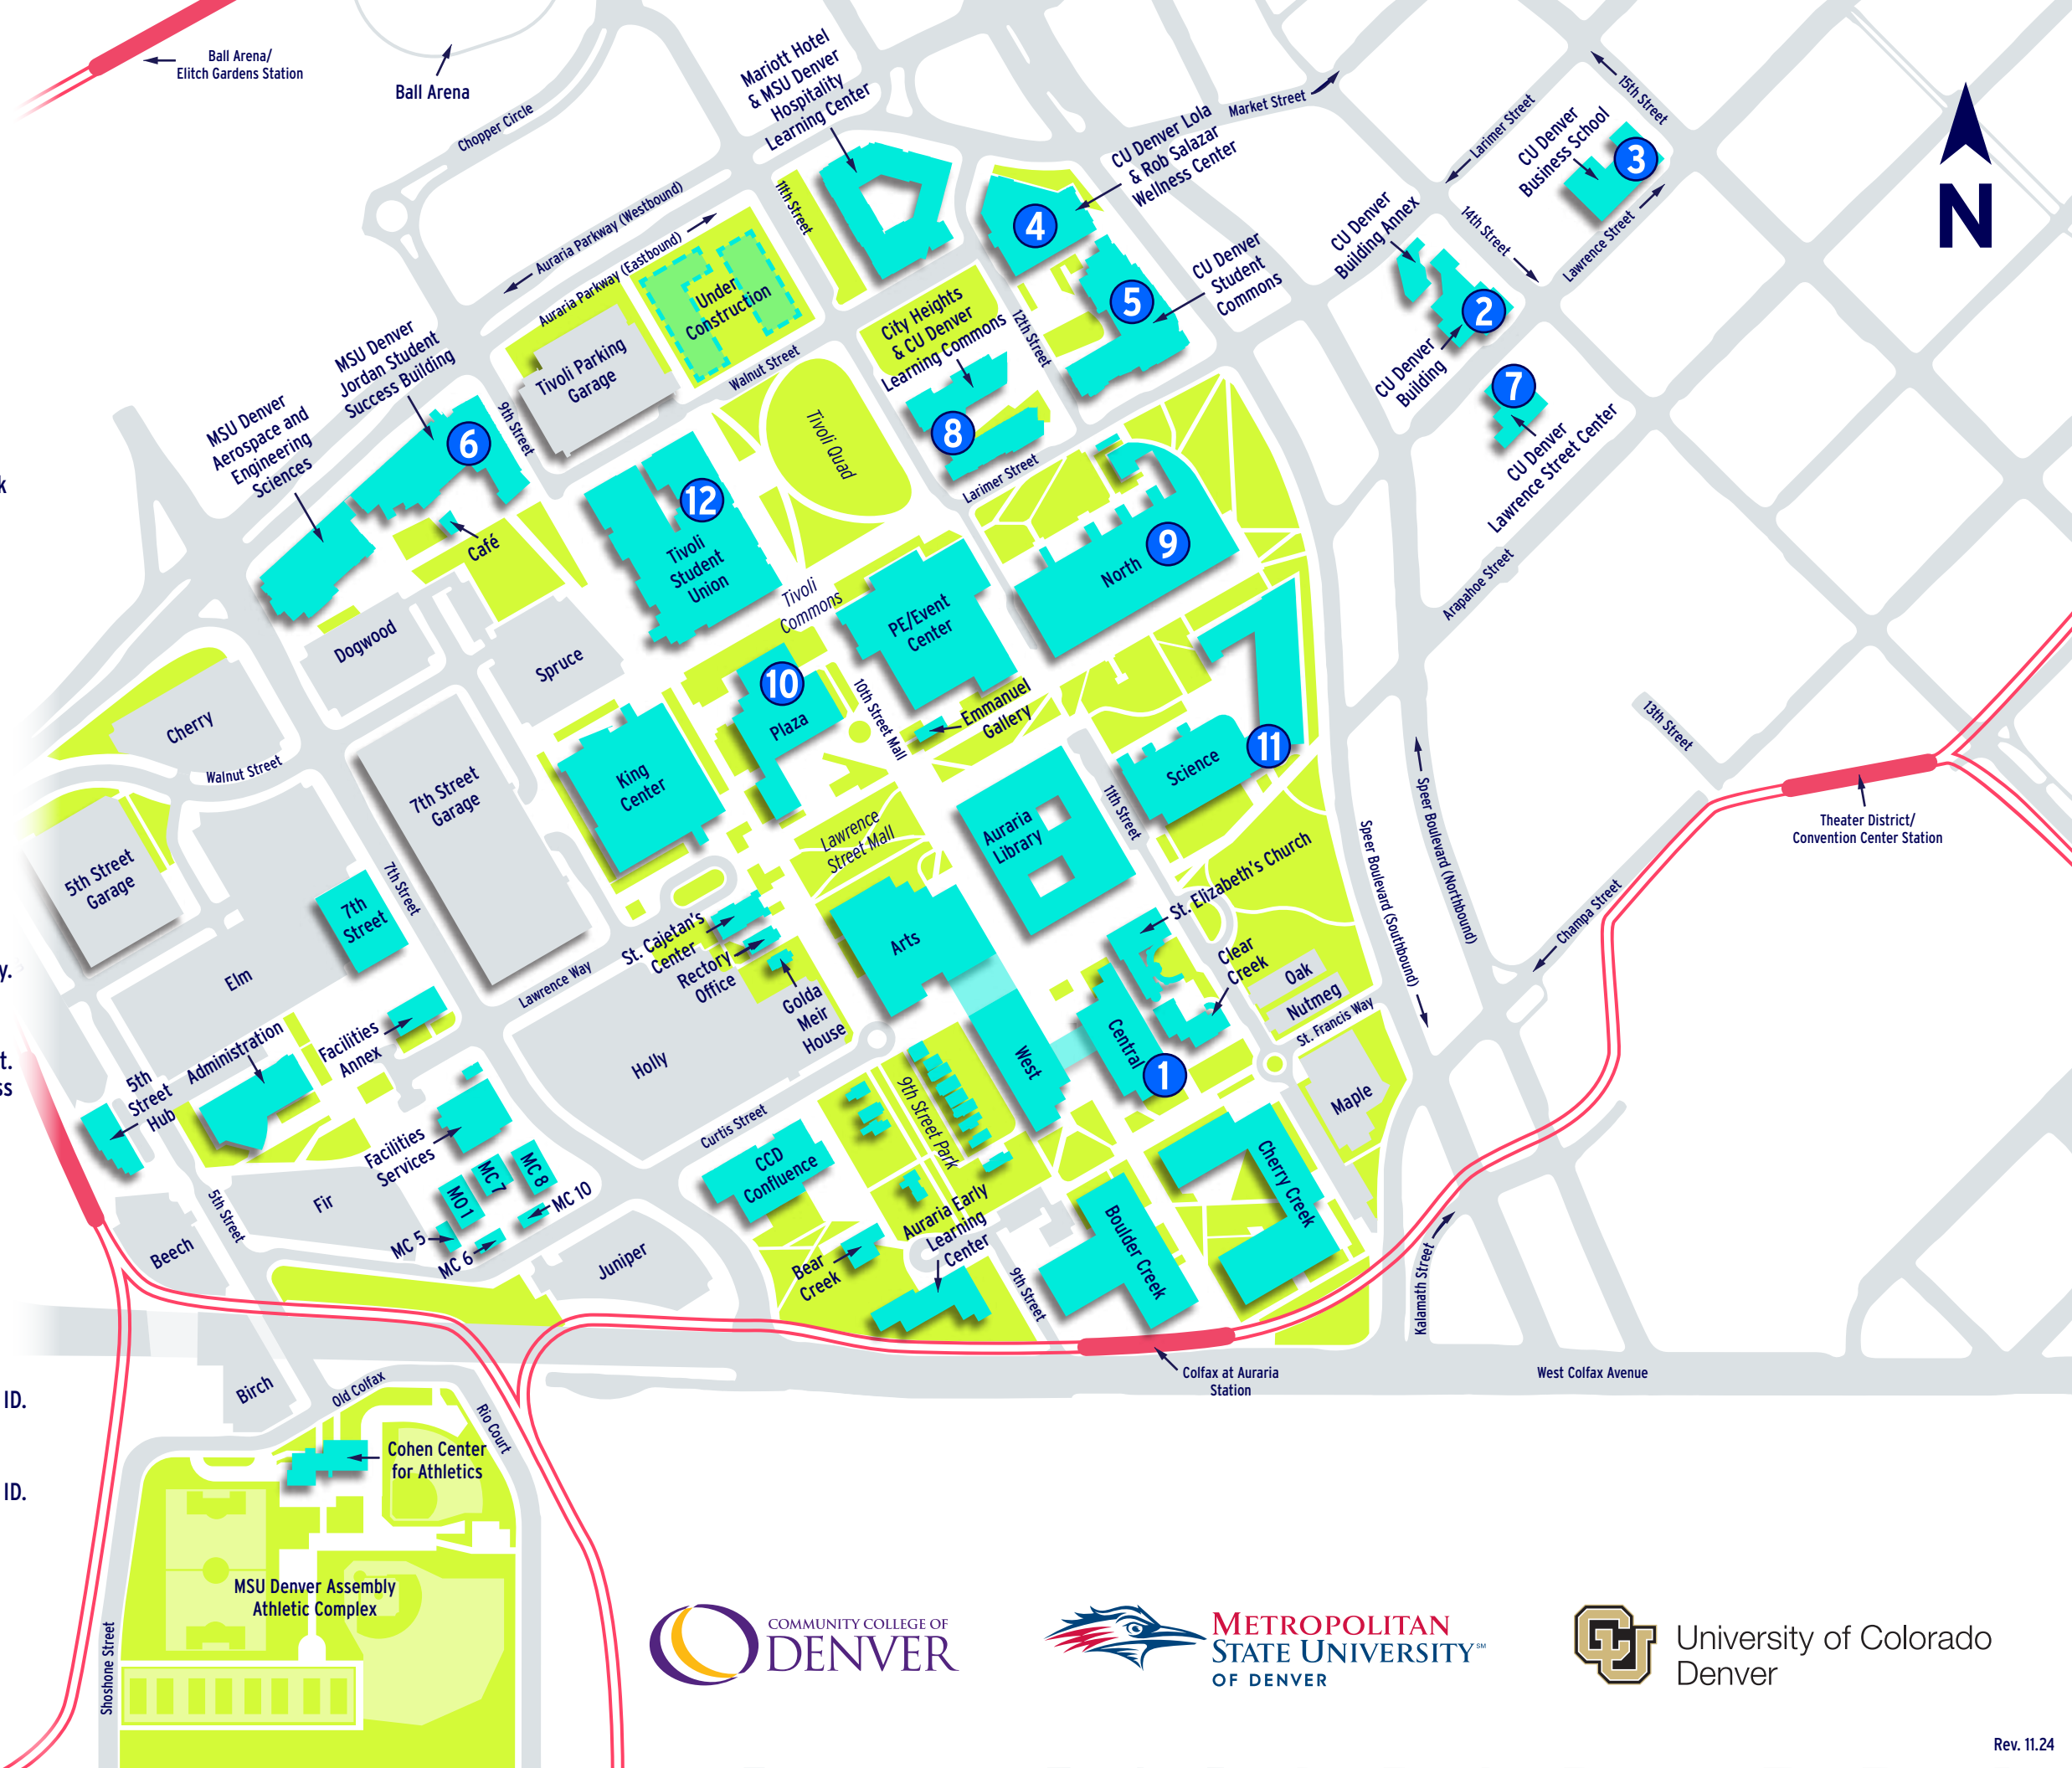 Ball Arena/
Elitch Gardens Station
Ball Arena
Chopper Circle
Mariott Hotel
& MSU Denver
Hospitality
Learning Center
CU Denver Lola
& Rob Salazar
Wellness Center
Market Street
Larimer Street
15th Street
CU Denver
Business School
3
N
11th Street
4
Auraria Parkway (Westbound)
Auraria Parkway (Eastbound)
CU Denver
Building Annex
14th Street
Lawrence Street
CU Denver
Student
Commons
5
2
CU Denver
Building
Under
Construction
City Heights
& CU Denver
Learning Commons
12th Street
8
7
CU Denver
Lawrence Street Center
MSU Denver
Jordan Student
Success Building
Tivoli Parking
Garage
Walnut Street
Tivoli Quad
MSU Denver
Aerospace and
Engineering
Sciences
6
9th Street
Larimer Street
k
Café
12
Tivoli
Student
Union
9
North
Arapahoe Street
Tivoli
Commons
PE/Event
Center
Dogwood
Spruce
10
Plaza
10th Street Mall
Emmanuel
Gallery
Cherry
Walnut Street
7th Street
Garage
King
Center
11
Science
13th Street
Speer Boulevard (Northbound)
Theater District/
Convention Center Station
Auraria
Library
11th Street
Lawrence
Street Mall
Speer Boulevard (Southbound)
5th Street
Garage
7th
Street
7th Street
St. Elizabeth's Church
Champa Street
St. Cajetan's
Center
Rectory
Office
Arts
Clear
Creek
Oak
Nutmeg
y.
Elm
Lawrence Way
Golda
Meir
House
St. Francis Way
Facilities
Annex
Administration
Holly
West
Central
1
Maple
t.
ss
5th
Street
Hub
9th Street Park
Curtis Street
Facilities
Services
CCD
Confluence
Cherry Creek
MC 7
MC 8
MO1
MC 10
MC 5
MC 6
Fir
5th Street
Beech
Juniper
Bear
Creek
Auraria Early
Learning
Center
9th Street
Boulder Creek
Kalamath Street
Colfax at Auraria
Station
West Colfax Avenue
Birch
Old Colfax
Rio Court
ID.
Cohen Center
for Athletics
ID.
MSU Denver Assembly
Athletic Complex
Shoshone Street
COMMUNITY COLLEGE OF
DENVER
METROPOLITAN
STATE UNIVERSITY℠
OF DENVER
CU
University of Colorado
Denver
Rev. 11.24